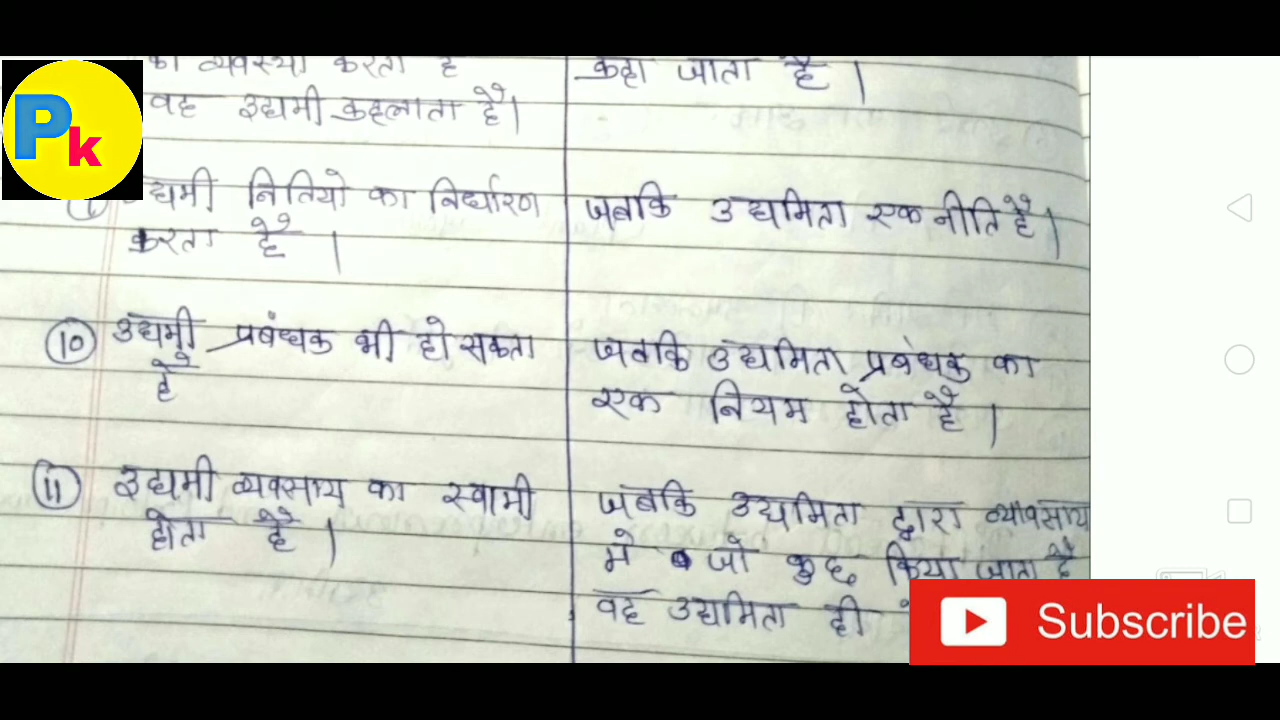 का व्यवस्था करता है
वह उद्यमी कहलाता है।
द्यमी नितियो का निर्धारण
करता है।
⑩ उद्यमी प्रबंधक भी हो सकता
है
⑪ उद्यमी व्यवसाय का स्वामी
होता है।
कहा जाता है।
जबकि उद्यमिता एक नीति है।
जबकि उद्यमिता प्रबंधक का
एक नियम होता है।
जबकि उद्यमिता द्वारा व्यावसाय
मे जो कुछ किया जाता है
वह उद्यमिता ही
Pk
Subscribe